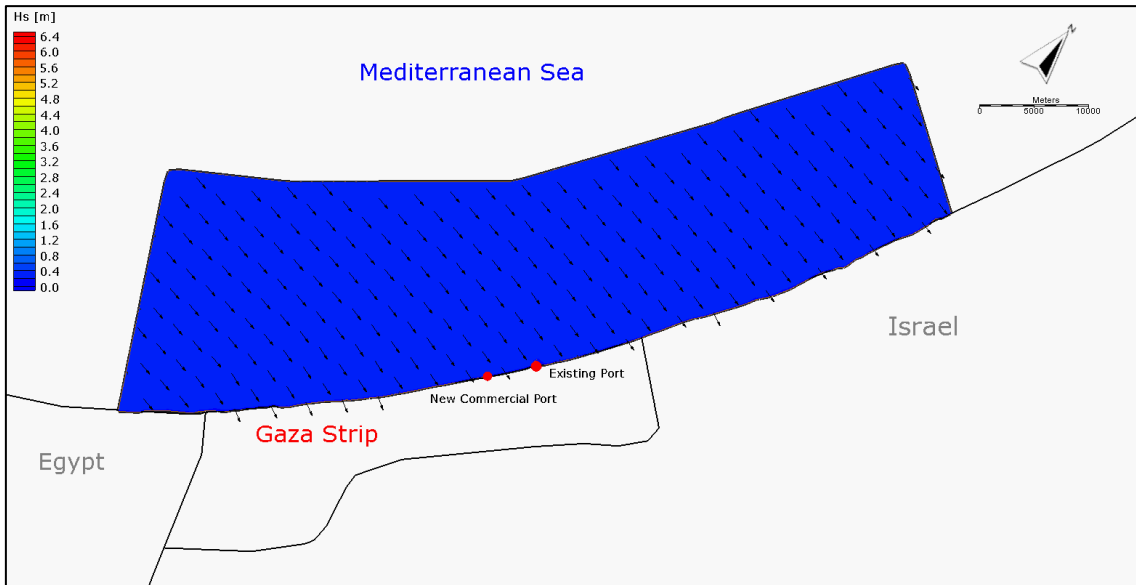 Hs [m]
6.4
6.0
5.6
5.2
4.8
4.4
4.0
3.6
3.2
2.8
2.4
2.0
1.6
1.2
0.8
0.4
0.0
Mediterranean Sea
N
Meters
0 5000 10000
Israel
Existing Port
New Commercial Port
Gaza Strip
Egypt